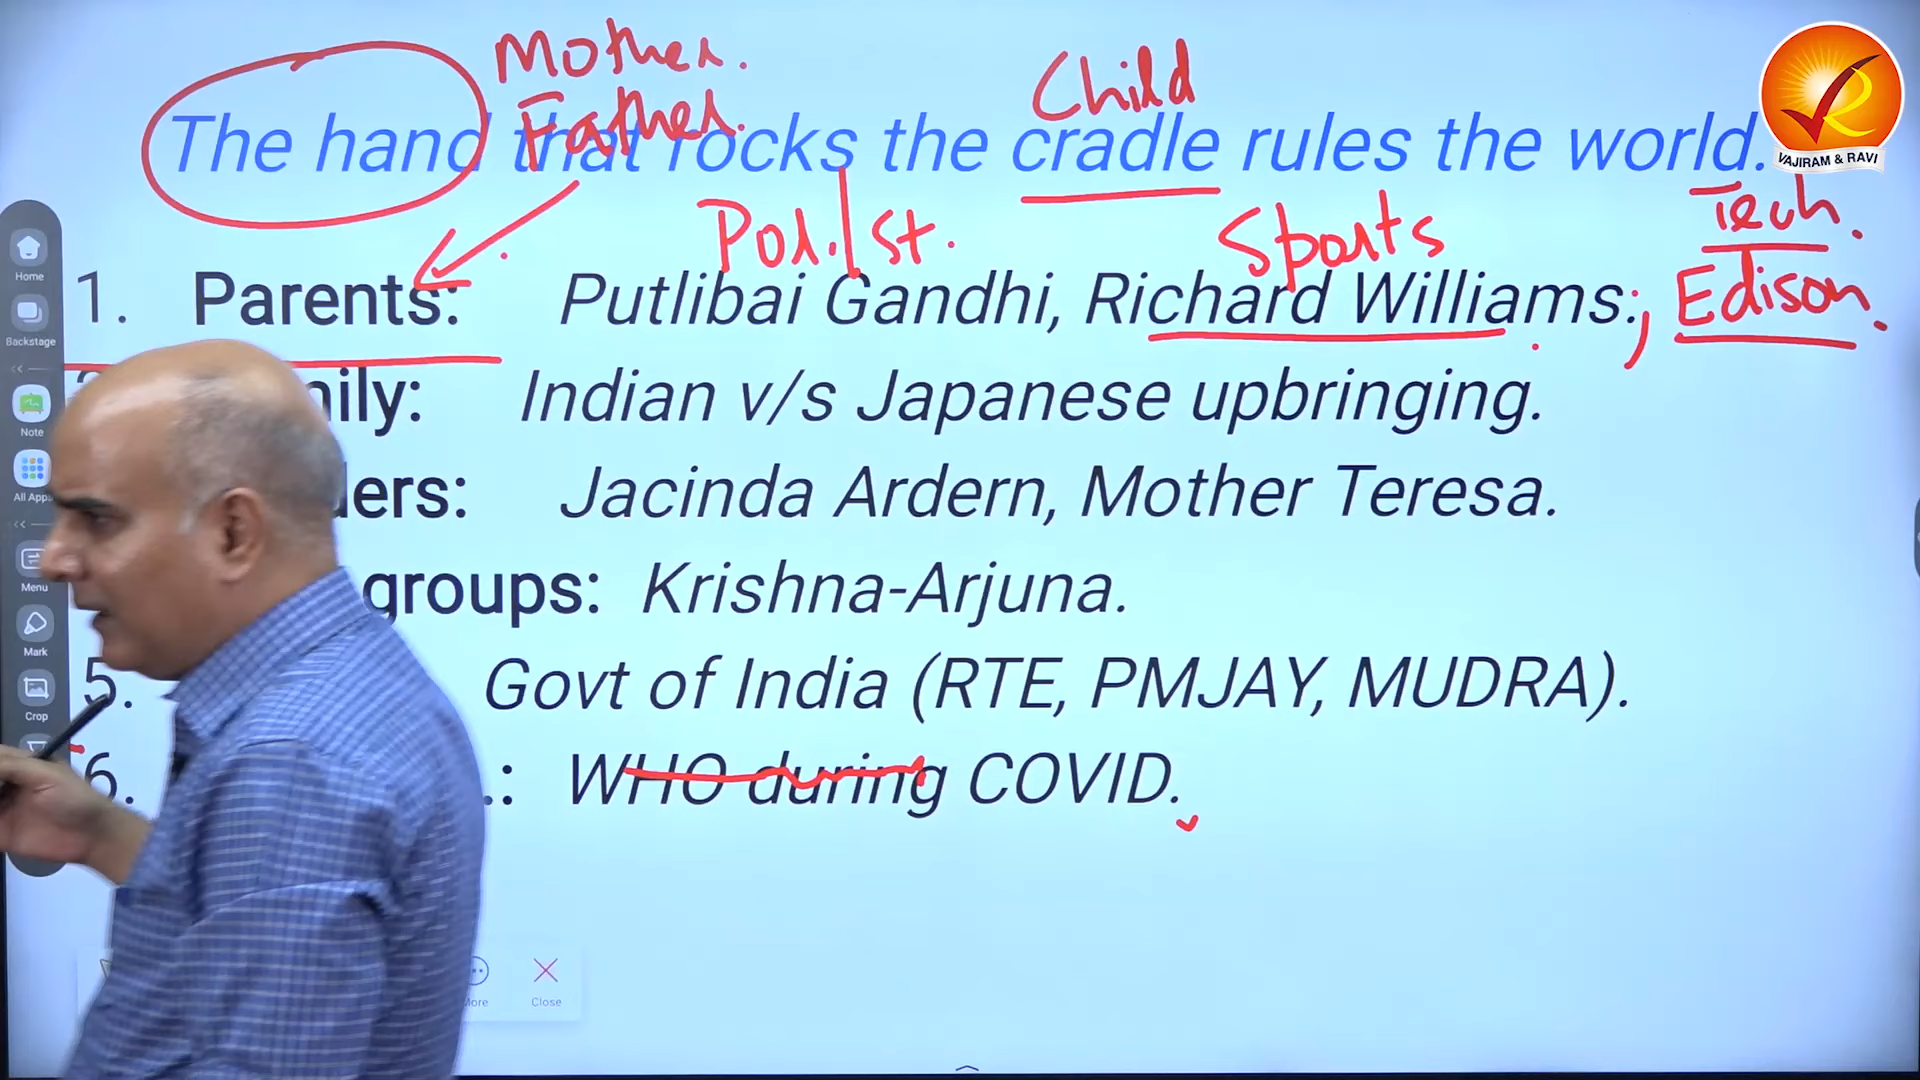 Mother.
Father.
Child
The hand that rocks the cradle rules the world.
VAJIRAM & RAVI
Pol./st.
Sports
Tech.
1. Parents: Putlibai Gandhi, Richard Williams:, Edison.
ily: Indian v/s Japanese upbringing.
ders: Jacinda Ardern, Mother Teresa.
groups: Krishna-Arjuna.
5. Govt of India (RTE, PMJAY, MUDRA).
6. .: WHO during COVID.
Home
Backstage
Note
All Apps
Menu
Mark
Crop
More
Close